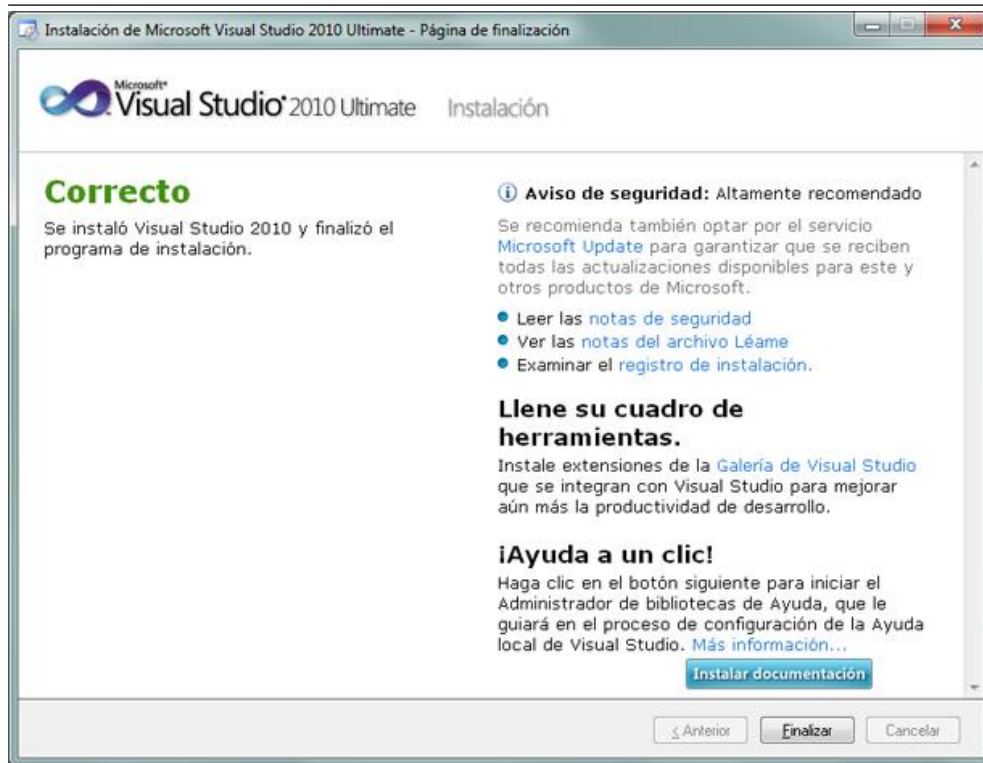 Instalación de Microsoft Visual Studio 2010 Ultimate - Página de finalización
Microsoft®
Visual Studio® 2010 Ultimate Instalación
Correcto
Se instaló Visual Studio 2010 y finalizó el
programa de instalación.
Aviso de seguridad: Altamente recomendado
Se recomienda también optar por el servicio
Microsoft Update para garantizar que se reciben
todas las actualizaciones disponibles para este y
otros productos de Microsoft.
Leer las notas de seguridad
Ver las notas del archivo Léame
Examinar el registro de instalación.
Llene su cuadro de
herramientas.
Instale extensiones de la Galería de Visual Studio
que se integran con Visual Studio para mejorar
aún más la productividad de desarrollo.
¡Ayuda a un clic!
Haga clic en el botón siguiente para iniciar el
Administrador de bibliotecas de Ayuda, que le
guiará en el proceso de configuración de la Ayuda
local de Visual Studio. Más información...
Instalar documentación
< Anterior Finalizar Cancelar